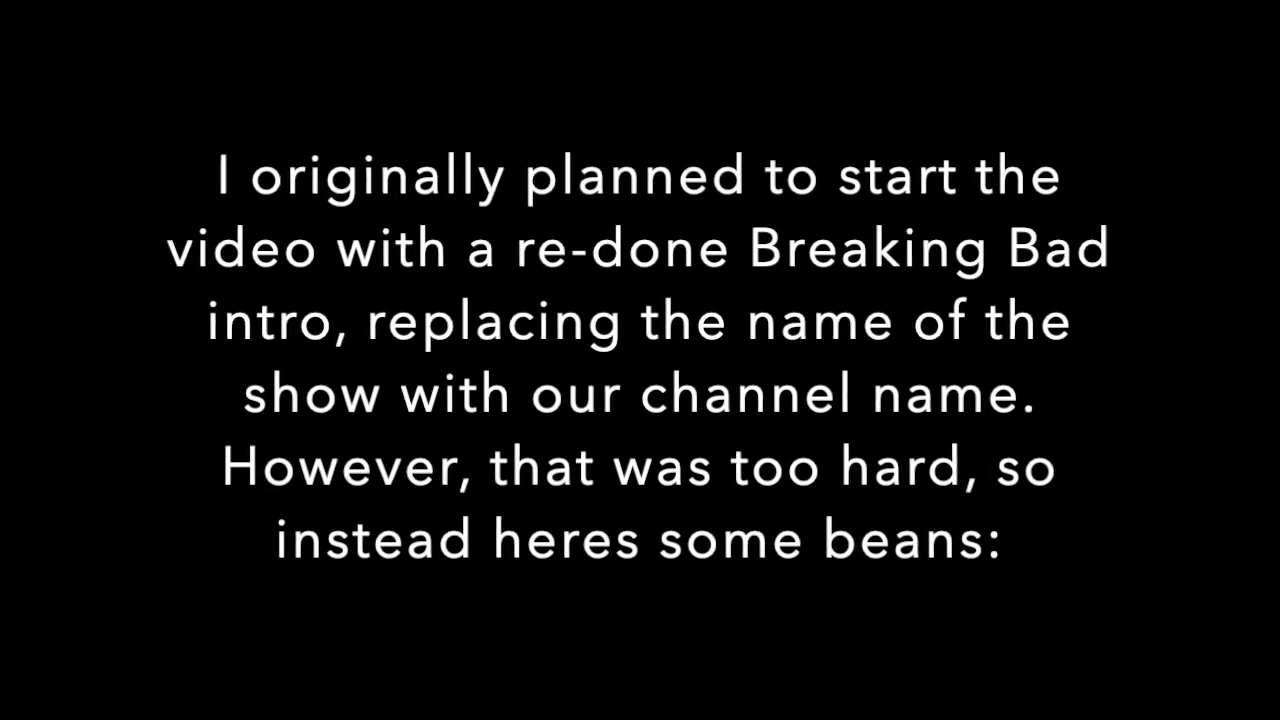 I originally planned to start the
video with a re-done Breaking Bad
intro, replacing the name of the
show with our channel name.
However, that was too hard, so
instead heres some beans: